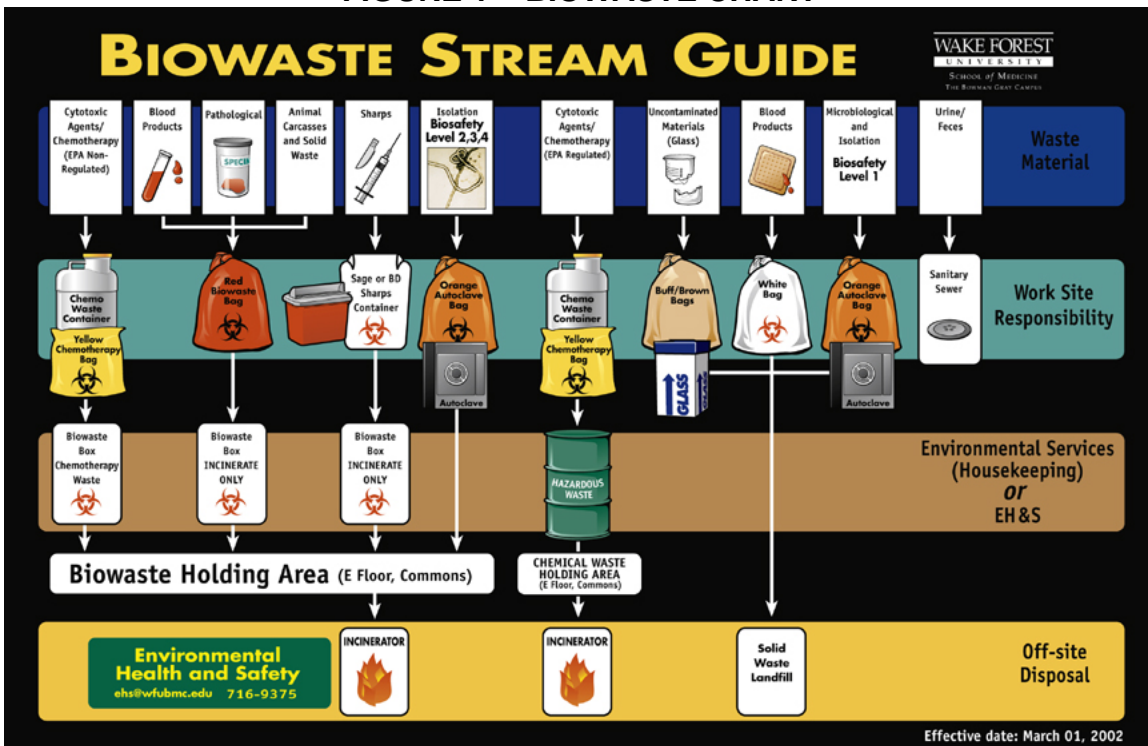 FIGURE 1 – BIOWASTE CHART
BIOWASTE STREAM GUIDE
WAKE FOREST
UNIVERSITY
SCHOOL of MEDICINE
THE BOWMAN GRAY CAMPUS
Cytotoxic
Agents/
Chemotherapy
(EPA Non-
Regulated)
Blood
Products
Pathological
SPECI
Animal
Carcasses
and Solid
Waste
Sharps
Isolation
Biosafety
Level 2,3,4
Cytotoxic
Agents/
Chemotherapy
(EPA Regulated)
Uncontaminated
Materials
(Glass)
Blood
Products
Microbiological
and
Isolation
Biosafety
Level 1
Urine/
Feces
Waste
Material
Chemo
Waste
Container
Yellow
Chemotherapy
Bag
Red
Biowaste
Bag
Sage or BD
Sharps
Container
Orange
Autoclave
Bag
Autoclave
Chemo
Waste
Container
Yellow
Chemotherapy
Bag
Buff/Brown
Bags
GLASS
GLASS
White
Bag
Orange
Autoclave
Bag
Autoclave
Sanitary
Sewer
Work Site
Responsibility
Biowaste
Box
Chemotherapy
Waste
Biowaste
Box
INCINERATE
ONLY
Biowaste
Box
INCINERATE
ONLY
HAZARDOUS
WASTE
Environmental Services
(Housekeeping)
or
EH&S
Biowaste Holding Area (E Floor, Commons)
CHEMICAL WASTE
HOLDING AREA
(E Floor, Commons)
Environmental
Health and Safety
ehs@wfubmc.edu 716-9375
INCINERATOR
INCINERATOR
Solid
Waste
Landfill
Off-site
Disposal
Effective date: March 01, 2002